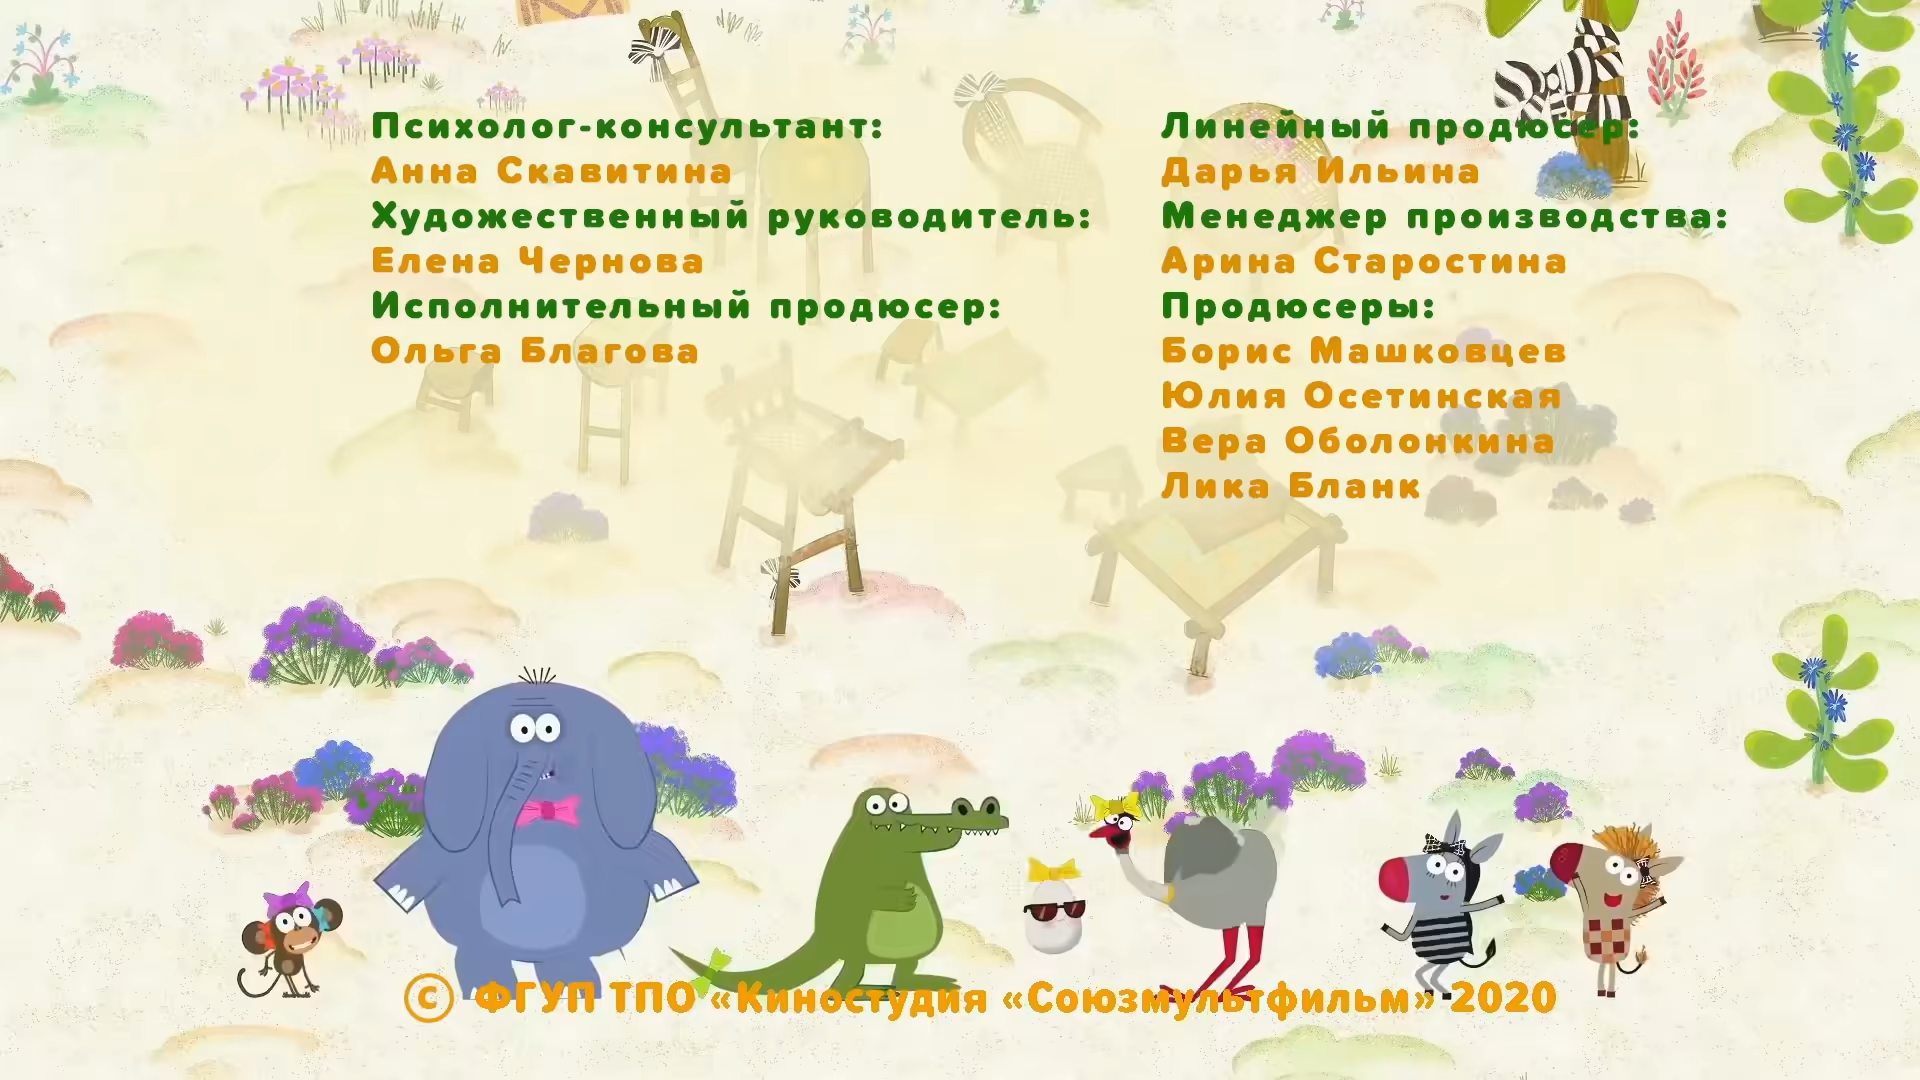 Психолог-консультант:
Анна Скавитина
Художественный руководитель:
Елена Чернова
Исполнительный продюсер:
Ольга Благова
Линейный продюсер:
Дарья Ильина
Менеджер производства:
Арина Старостина
Продюсеры:
Борис Машковцев
Юлия Осетинская
Вера Оболонкина
Лика Бланк
© ФГУП ТПО «Киностудия «Союзмультфильм» 2020